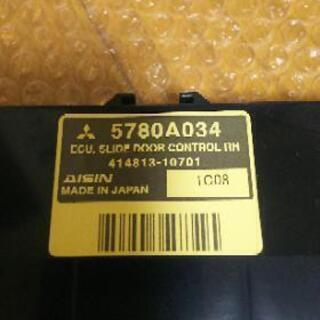 5780A034
ECU, SLIDE DOOR CONTROL RH
414813-10701
AISIN
MADE IN JAPAN
1C08